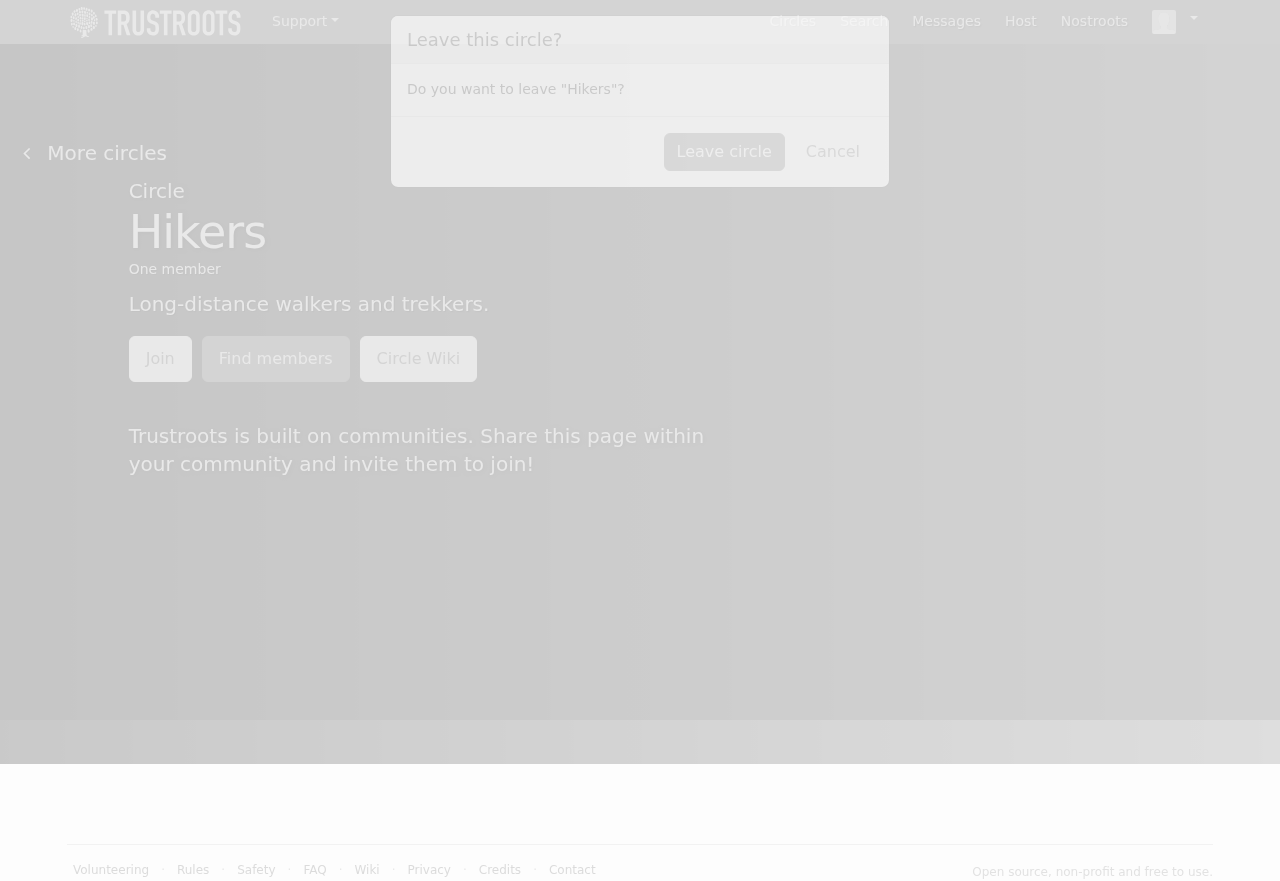 TRUSTROOTS
Support
Circles
Search
Messages
Host
Nostroots
Leave this circle?
Do you want to leave "Hikers"?
Leave circle
Cancel
More circles
Circle
Hikers
One member
Long-distance walkers and trekkers.
Join
Find members
Circle Wiki
Trustroots is built on communities. Share this page within
your community and invite them to join!
Volunteering · Rules · Safety · FAQ · Wiki · Privacy · Credits · Contact
Open source, non-profit and free to use.